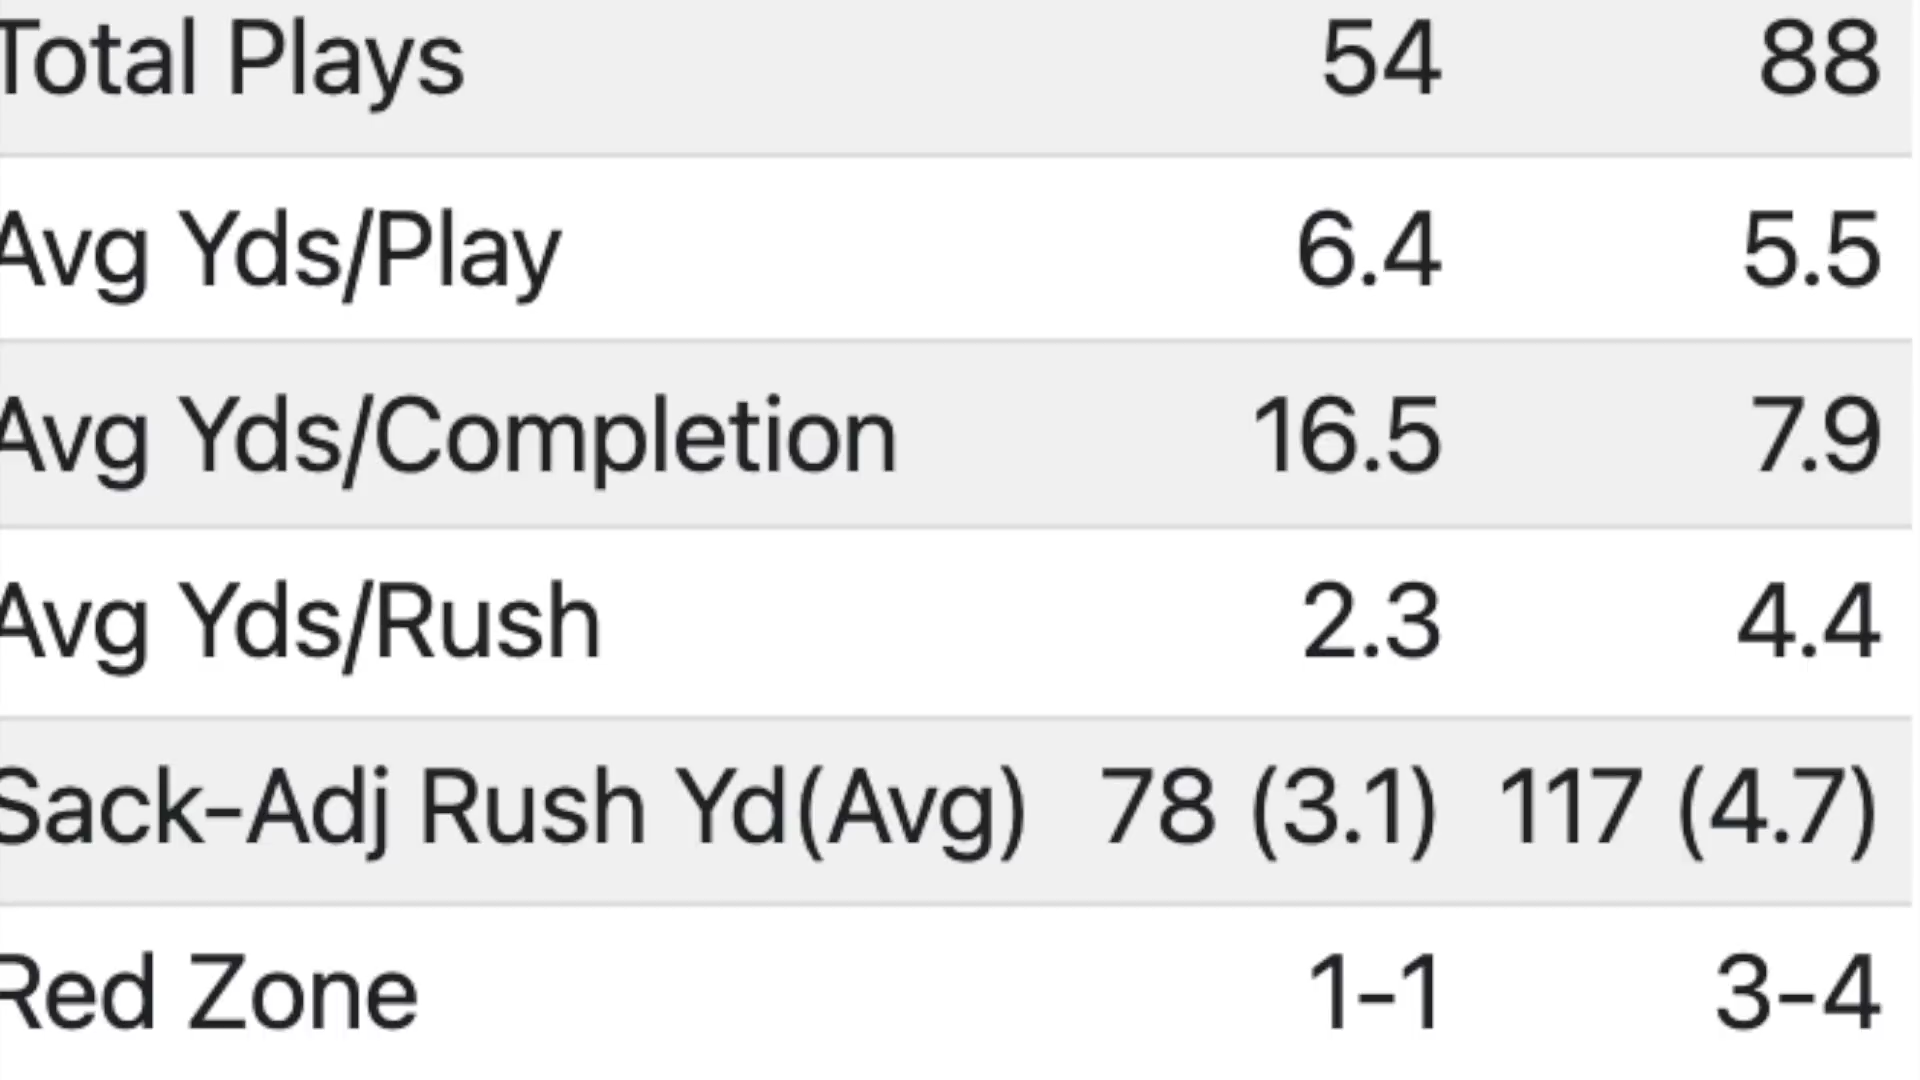 Total Plays 54 88
Avg Yds/Play 6.4 5.5
Avg Yds/Completion 16.5 7.9
Avg Yds/Rush 2.3 4.4
Sack-Adj Rush Yd(Avg) 78 (3.1) 117 (4.7)
Red Zone 1-1 3-4